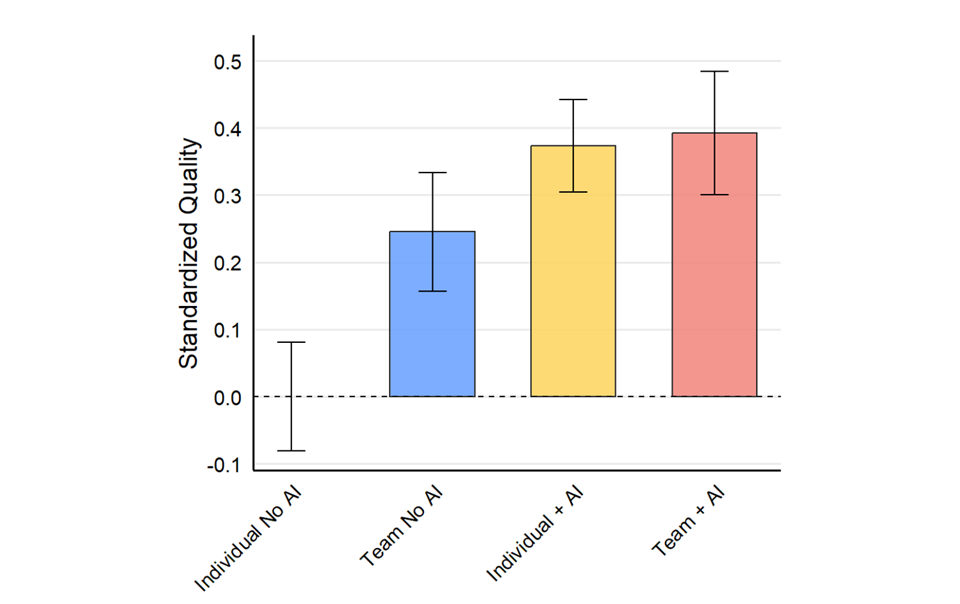 Standardized Quality
0.5
0.4
0.3
0.2
0.1
0.0
-0.1
Individual No AI
Team No AI
Individual + AI
Team + AI